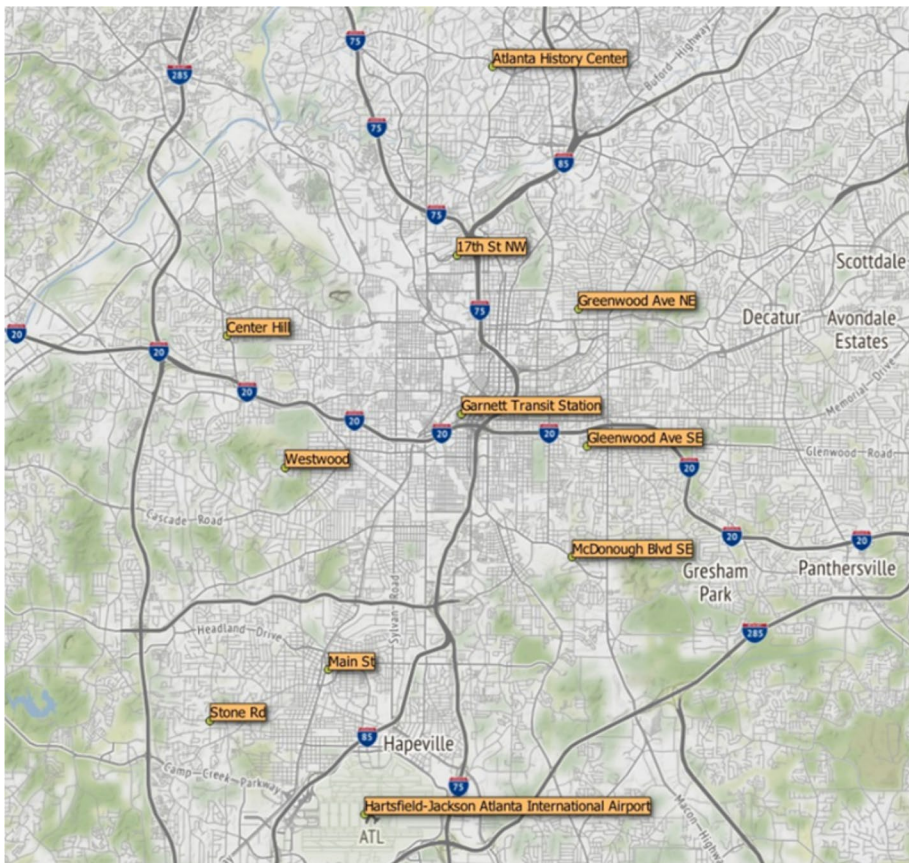 75
Atlanta History Center
Buford-Highway
285
75
85
75
17th St NW
Scottdale
Greenwood Ave NE
75
Decatur
Avondale
Estates
Center Hill
20
20
20
Memorial-Drive
Garnett Transit Station
20
20
20
Gleenwood Ave SE
Glenwood-Road
Westwood
20
Cascade-Road
20
20
McDonough Blvd SE
Gresham
Park
Panthersville
Sylvan-Road
Headland-Drive
285
Main St
Stone Rd
85
Hapeville
Camp-Creek-Parkway
75
Hartsfield-Jackson Atlanta International Airport
Macon-Highway
ATL